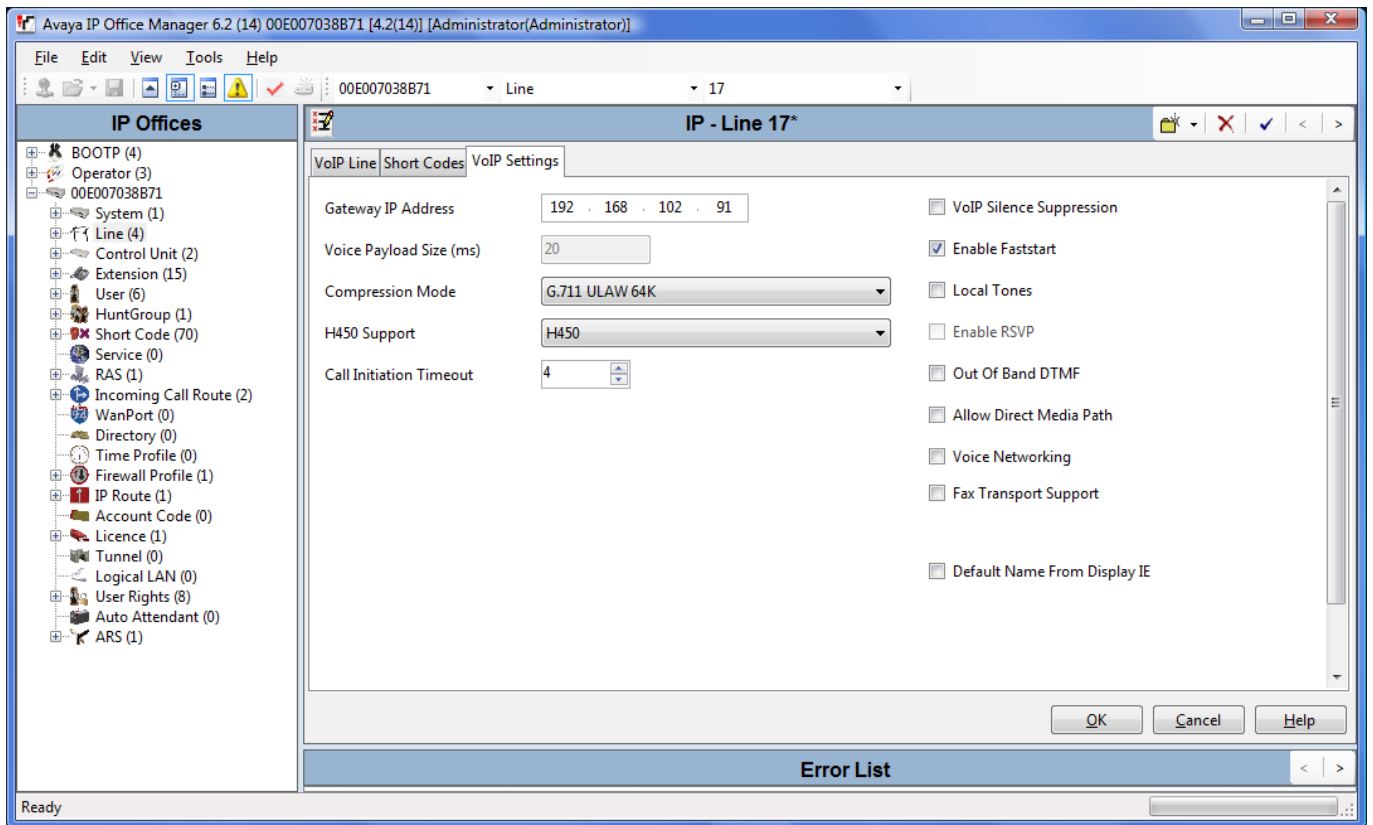 Avaya IP Office Manager 6.2 (14) 00E007038B71 [4.2(14)] [Administrator(Administrator)]
File Edit View Tools Help
00E007038B71 Line 17
IP Offices
BOOTP (4)
Operator (3)
00E007038B71
System (1)
Line (4)
Control Unit (2)
Extension (15)
User (6)
HuntGroup (1)
Short Code (70)
Service (0)
RAS (1)
Incoming Call Route (2)
WanPort (0)
Directory (0)
Time Profile (0)
Firewall Profile (1)
IP Route (1)
Account Code (0)
Licence (1)
Tunnel (0)
Logical LAN (0)
User Rights (8)
Auto Attendant (0)
ARS (1)
IP - Line 17*
VoIP Line Short Codes VoIP Settings
Gateway IP Address 192 . 168 . 102 . 91
Voice Payload Size (ms) 20
Compression Mode G.711 ULAW 64K
H450 Support H450
Call Initiation Timeout 4
VoIP Silence Suppression
Enable Faststart
Local Tones
Enable RSVP
Out Of Band DTMF
Allow Direct Media Path
Voice Networking
Fax Transport Support
Default Name From Display IE
OK Cancel Help
Error List
Ready